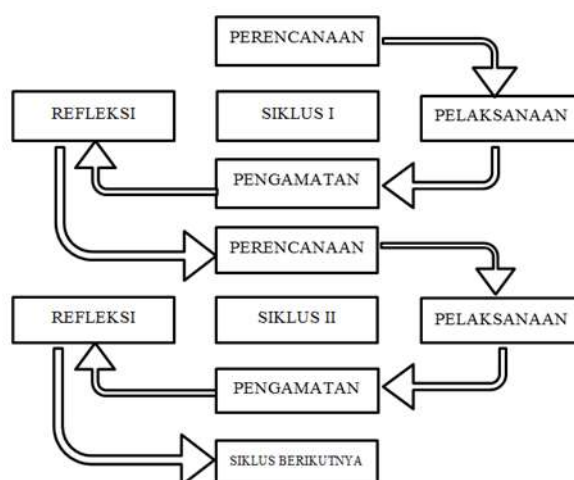 PERENCANAAN
REFLEKSI
SIKLUS I
PELAKSANAAN
PENGAMATAN
PERENCANAAN
REFLEKSI
SIKLUS II
PELAKSANAAN
PENGAMATAN
SIKLUS BERIKUTNYA